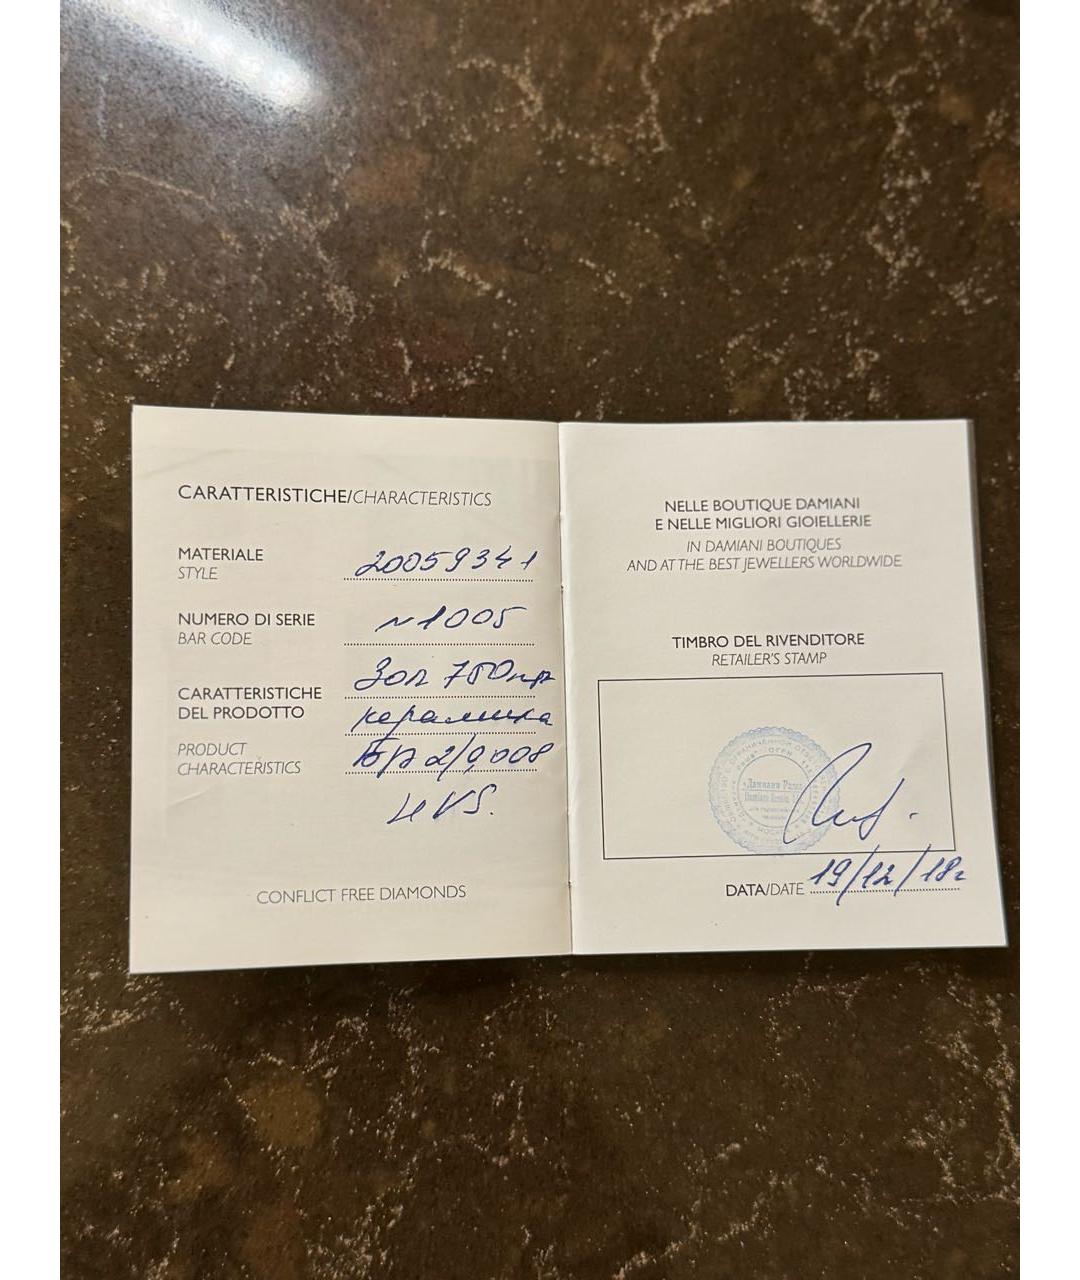 CARATTERISTICHE/CHARACTERISTICS
MATERIALE
STYLE
20059341
NUMERO DI SERIE
BAR CODE
N1005
CARATTERISTICHE
DEL PRODOTTO
PRODUCT
CHARACTERISTICS
Зол 750пр
керамика
Бр 2/0,008
HVS.
CONFLICT FREE DIAMONDS
NELLE BOUTIQUE DAMIANI
E NELLE MIGLIORI GIOIELLERIE
IN DAMIANI BOUTIQUES
AND AT THE BEST JEWELLERS WORLDWIDE
TIMBRO DEL RIVENDITORE
RETAILER'S STAMP
DATA/DATE 19/12/18г